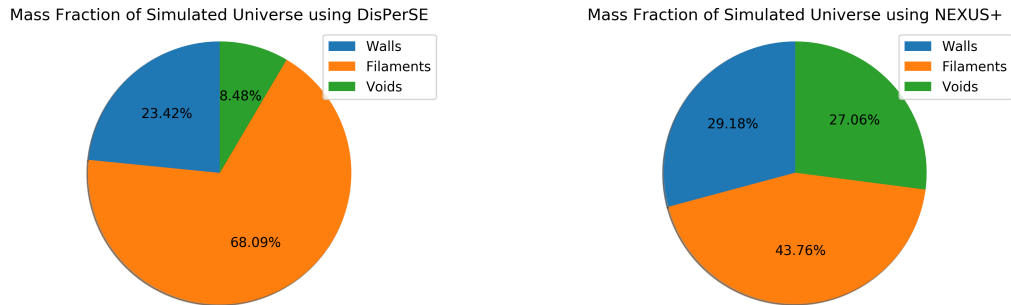 Mass Fraction of Simulated Universe using DisPerSE
Walls
Filaments
Voids
8.48%
23.42%
68.09%
Mass Fraction of Simulated Universe using NEXUS+
Walls
Filaments
Voids
29.18%
27.06%
43.76%